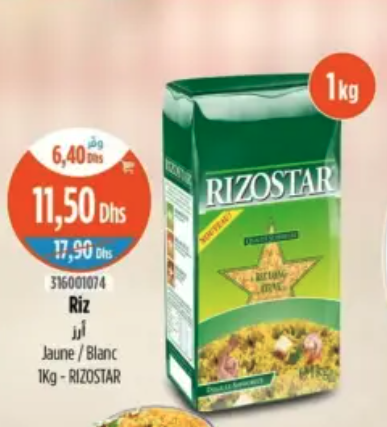 1kg
وفر
6,40 Dhs
11,50 Dhs
17,90 Dhs
316001074
Riz
أرز
Jaune / Blanc
1Kg - RIZOSTAR
RIZOSTAR
RIZOSTAR
NOUVEAU!
1kg